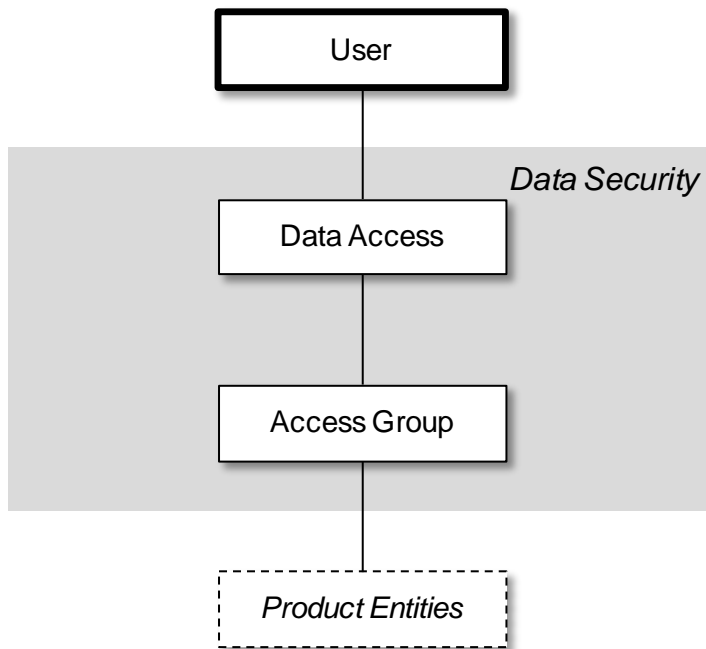 User
Data Security
Data Access
Access Group
Product Entities